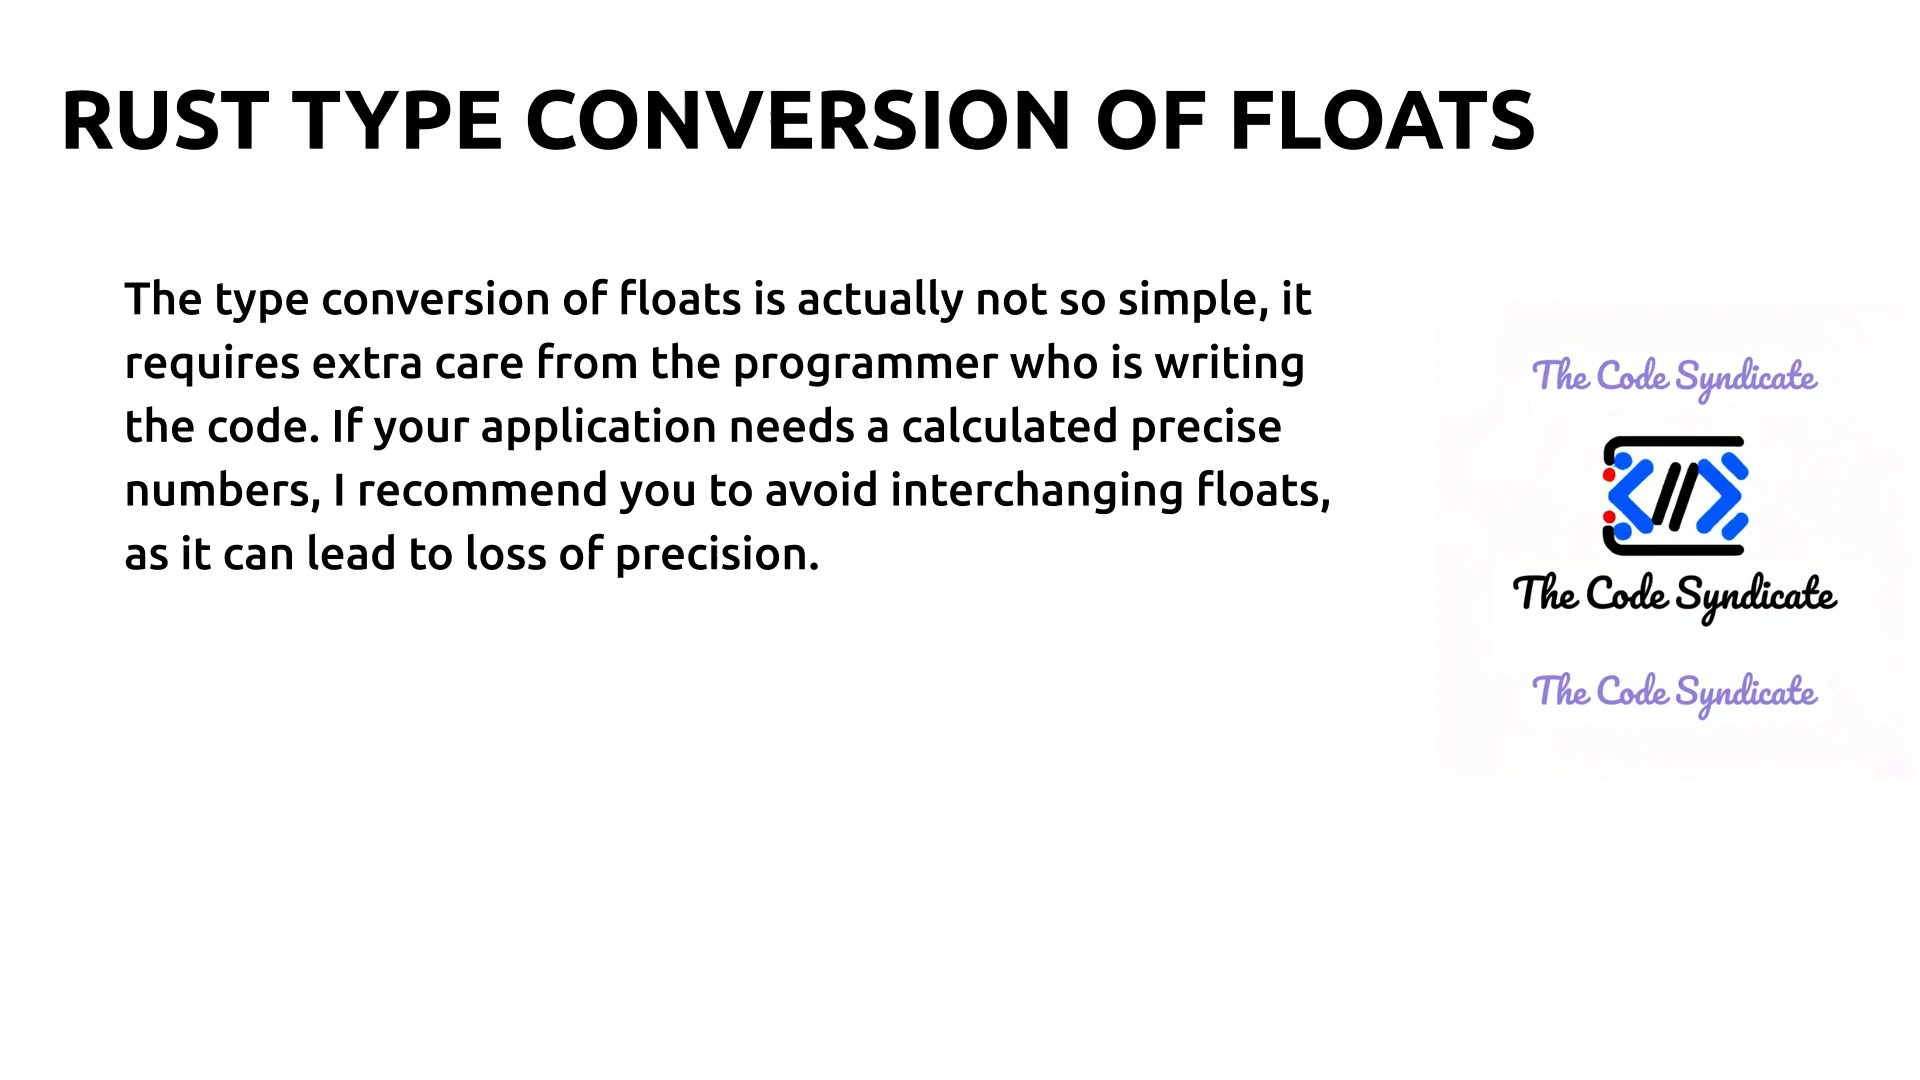 RUST TYPE CONVERSION OF FLOATS
The type conversion of floats is actually not so simple, it
requires extra care from the programmer who is writing
the code. If your application needs a calculated precise
numbers, I recommend you to avoid interchanging floats,
as it can lead to loss of precision.
The Code Syndicate
The Code Syndicate
The Code Syndicate